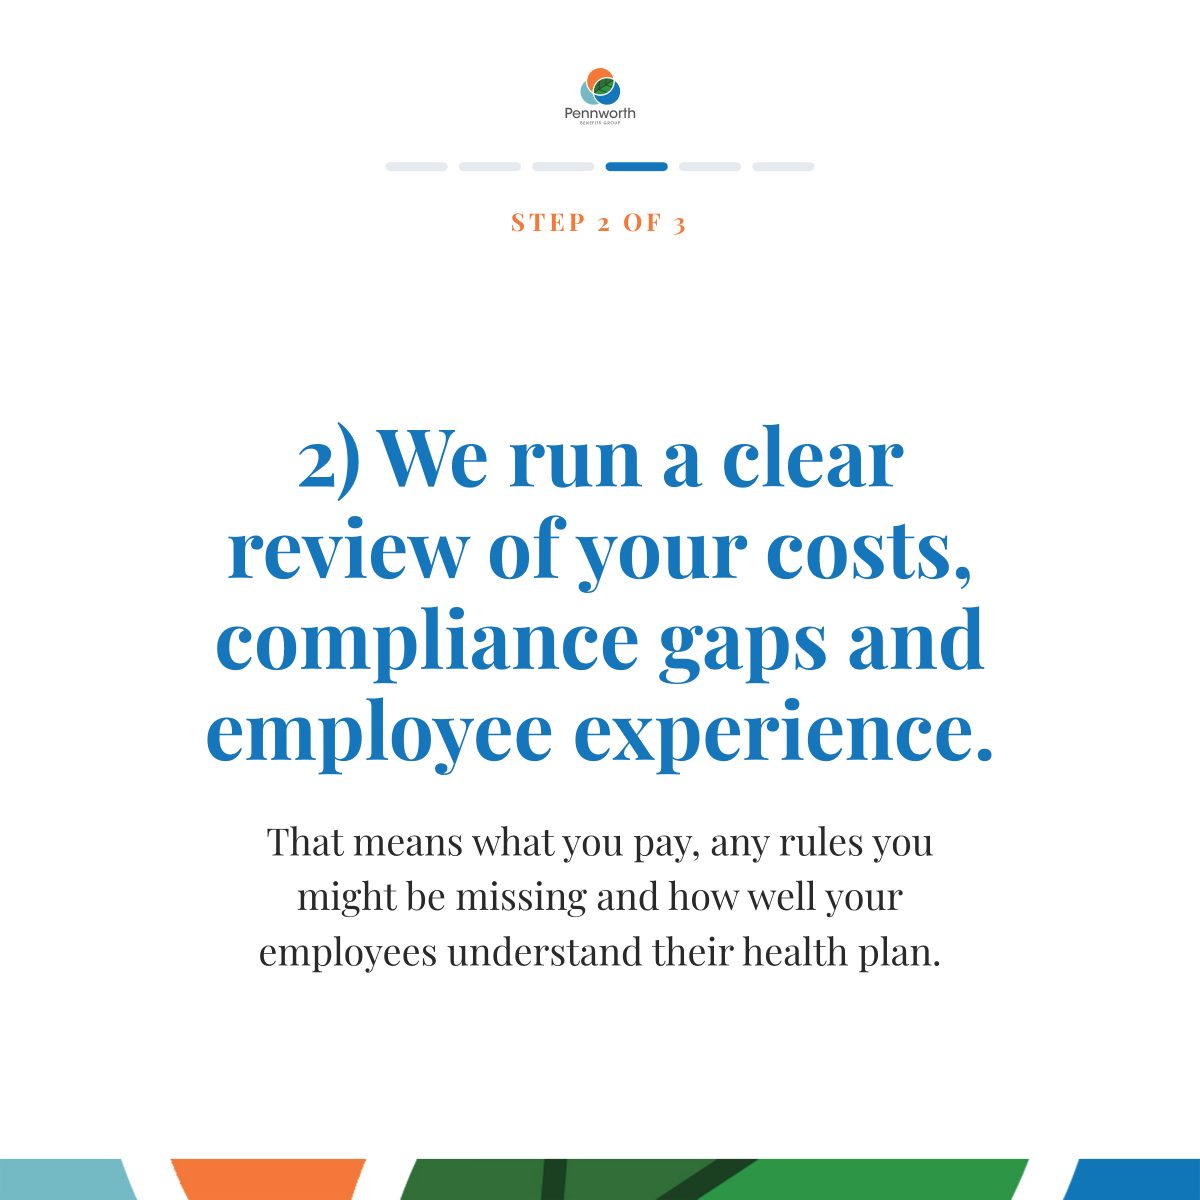 Pennworth
BENEFITS GROUP
STEP 2 OF 3
2) We run a clear
review of your costs,
compliance gaps and
employee experience.
That means what you pay, any rules you
might be missing and how well your
employees understand their health plan.